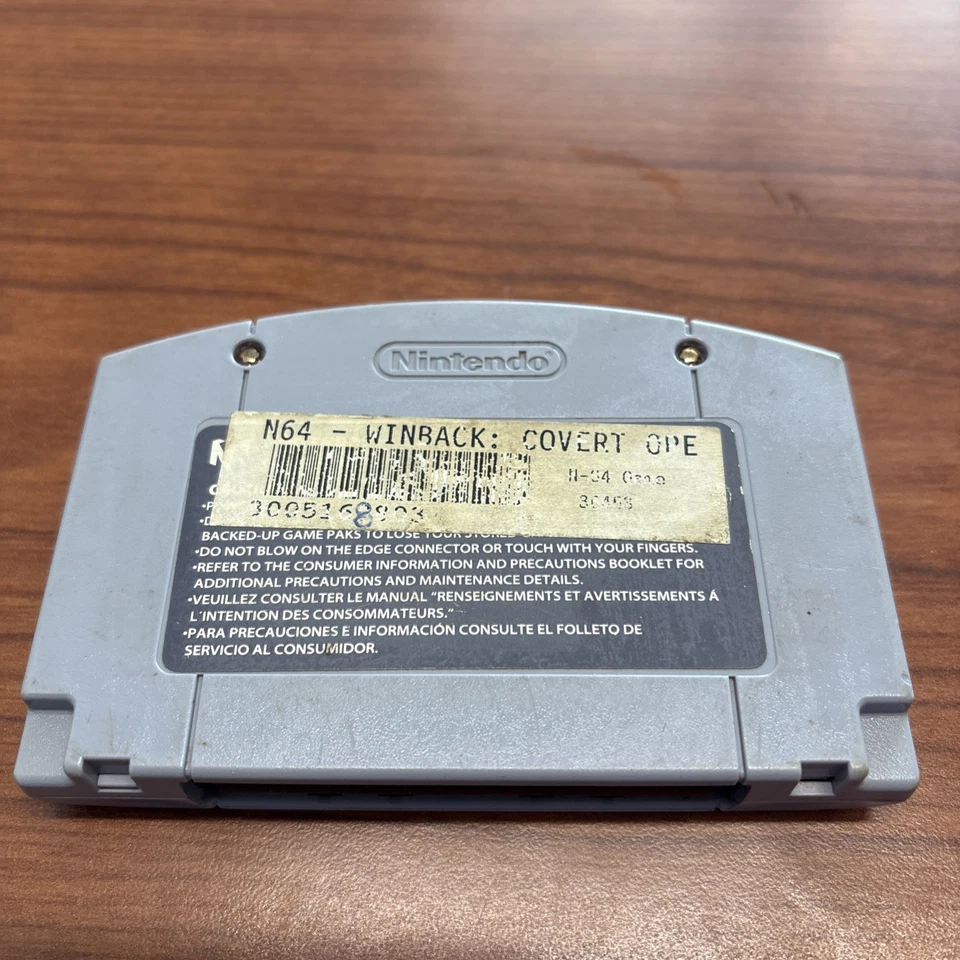 Nintendo®
N64 - WINBACK: COVERT OPE
BACKED-UP GAME PAKS TO LOSE YOUR STORED
•DO NOT BLOW ON THE EDGE CONNECTOR OR TOUCH WITH YOUR FINGERS.
•REFER TO THE CONSUMER INFORMATION AND PRECAUTIONS BOOKLET FOR
ADDITIONAL PRECAUTIONS AND MAINTENANCE DETAILS.
•VEUILLEZ CONSULTER LE MANUAL "RENSEIGNEMENTS ET AVERTISSEMENTS Á
L'INTENTION DES CONSOMMATEURS."
•PARA PRECAUCIONES E INFORMACIÓN CONSULTE EL FOLLETO DE
SERVICIO AL CONSUMIDOR.